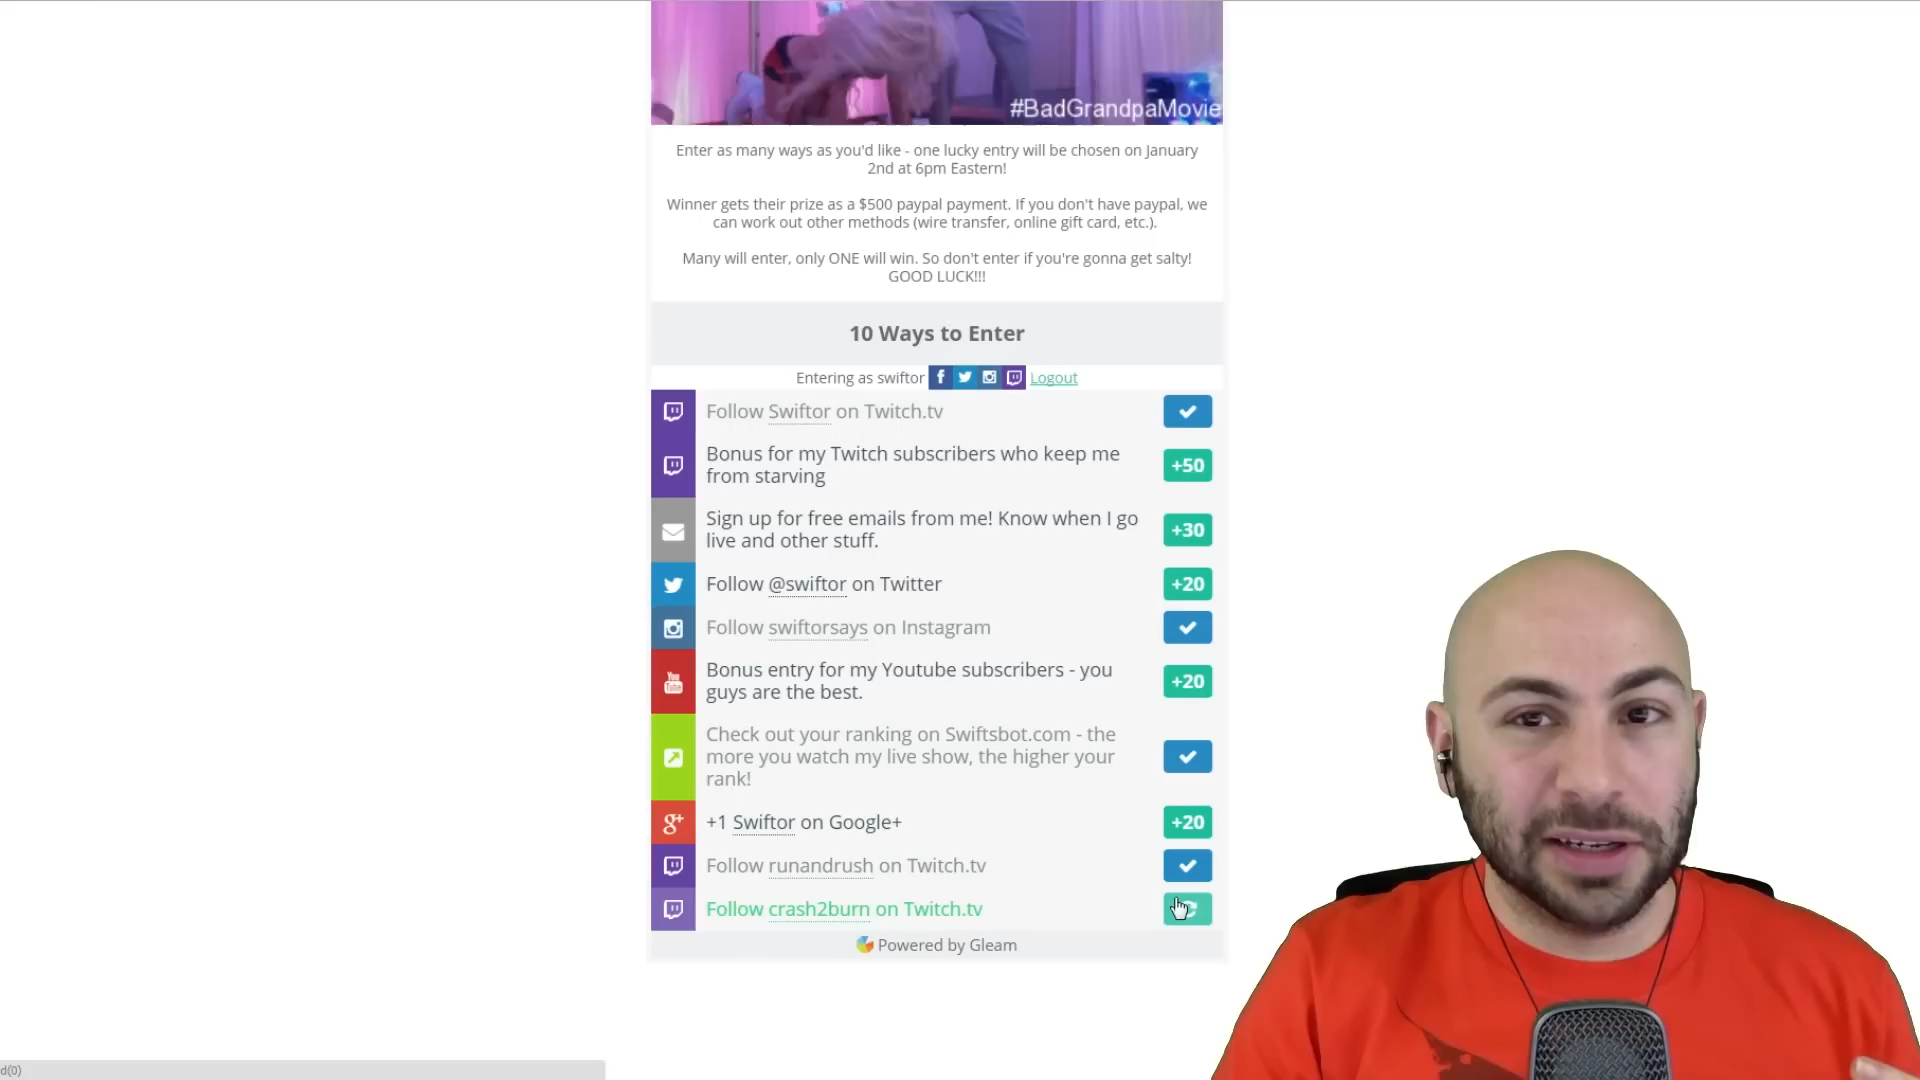 #BadGrandpaMovie
Enter as many ways as you'd like - one lucky entry will be chosen on January
2nd at 6pm Eastern!
Winner gets their prize as a $500 paypal payment. If you don't have paypal, we
can work out other methods (wire transfer, online gift card, etc.).
Many will enter, only ONE will win. So don't enter if you're gonna get salty!
GOOD LUCK!!!
10 Ways to Enter
Entering as swiftor Logout
Follow Swiftor on Twitch.tv
Bonus for my Twitch subscribers who keep me
from starving
+50
Sign up for free emails from me! Know when I go
live and other stuff.
+30
Follow @swiftor on Twitter
+20
Follow swiftorsays on Instagram
You
Tube
Bonus entry for my Youtube subscribers - you
guys are the best.
+20
Check out your ranking on Swiftsbot.com - the
more you watch my live show, the higher your
rank!
g+
+1 Swiftor on Google+
+20
Follow runandrush on Twitch.tv
Follow crash2burn on Twitch.tv
Powered by Gleam
d(0)